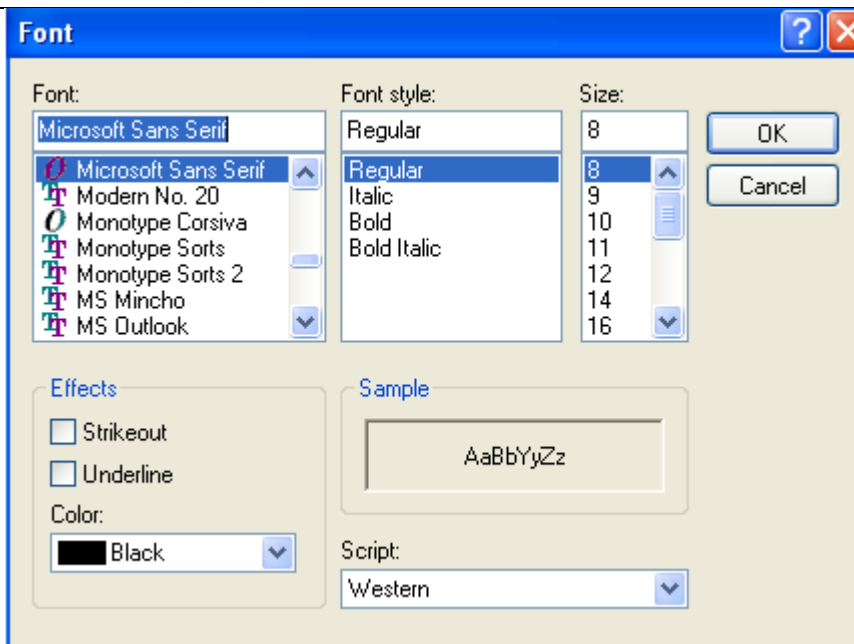 Font
Font:
Microsoft Sans Serif
Microsoft Sans Serif
Modern No. 20
Monotype Corsiva
Monotype Sorts
Monotype Sorts 2
MS Mincho
MS Outlook
Font style:
Regular
Regular
Italic
Bold
Bold Italic
Size:
8
8
9
10
11
12
14
16
OK
Cancel
Effects
Strikeout
Underline
Color:
Black
Sample
AaBbYyZz
Script:
Western